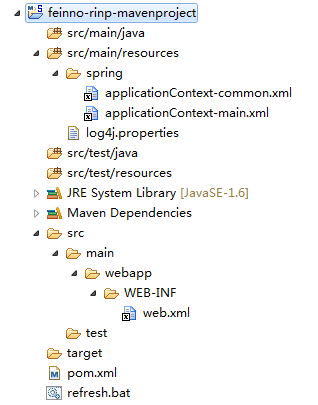 feinno-rinp-mavenproject
src/main/java
src/main/resources
spring
applicationContext-common.xml
applicationContext-main.xml
log4j.properties
src/test/java
src/test/resources
JRE System Library [JavaSE-1.6]
Maven Dependencies
src
main
webapp
WEB-INF
web.xml
test
target
pom.xml
refresh.bat